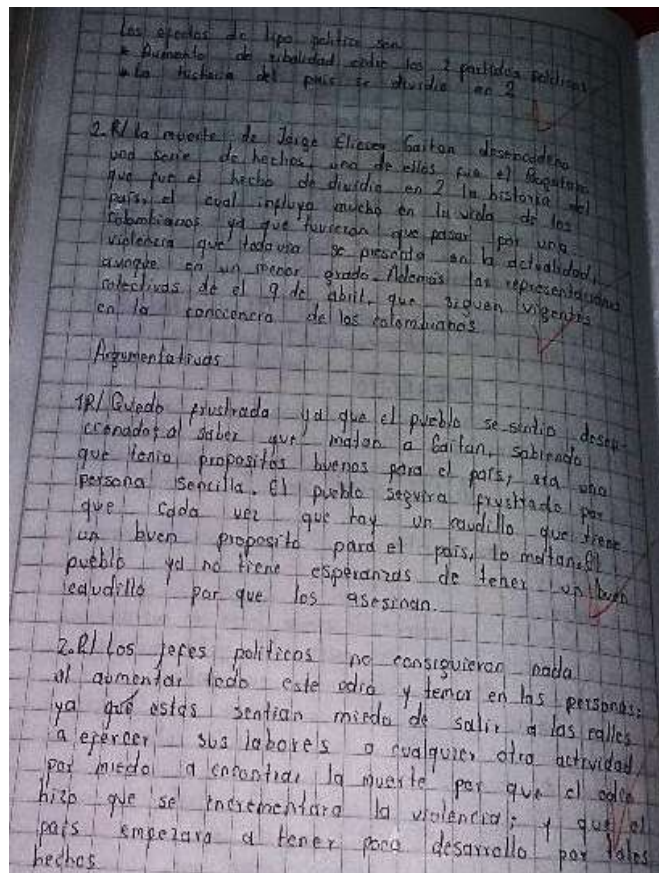 Los efectos de tipo politico son
* Aumento de ribalidad entre los 2 partidos politicos
* La historia del pais se dividio en 2
2.R/ La muerte de Jorge Eliecer Gaitan desencadeno
una serie de hechos, uno de ellos fue el Bogotazo
que fue el hecho de dividio en 2 la historia del
pais, el cual influyo mucho en la vida de los
colombianos ya que tuvieron que pasar por una
violencia que todavia se presenta en la actualidad,
aunque en un menor grado. Ademas las representaciones
colectivas de el 9 de abril, que siguen vigentes
en la conciencia de los colombianos
Argumentativas
1R/ Quedo frustrada ya que el pueblo se sintio
al saber que matan a Gaitan, sabiendo
que tenia propositos buenos para el pais, era una
persona sencilla. El pueblo seguira frustrado por
que cada vez que hay un caudillo que tiene
un buen proposito para el pais, lo matan. El
pueblo ya no tiene esperanzas de tener un buen
caudillo por que los asesinan.
2.R/ Los jefes politicos no consiguieron nada
al aumentar todo este odio y temor en las personas;
ya que estas sentian miedo de salir a las calles
a ejercer sus labores o cualquier otra actividad,
por miedo a encontrar la muerte por que el odio
hizo que se incrementara la violencia; y que el
pais empezara a tener poco desarrollo por tales
hechos